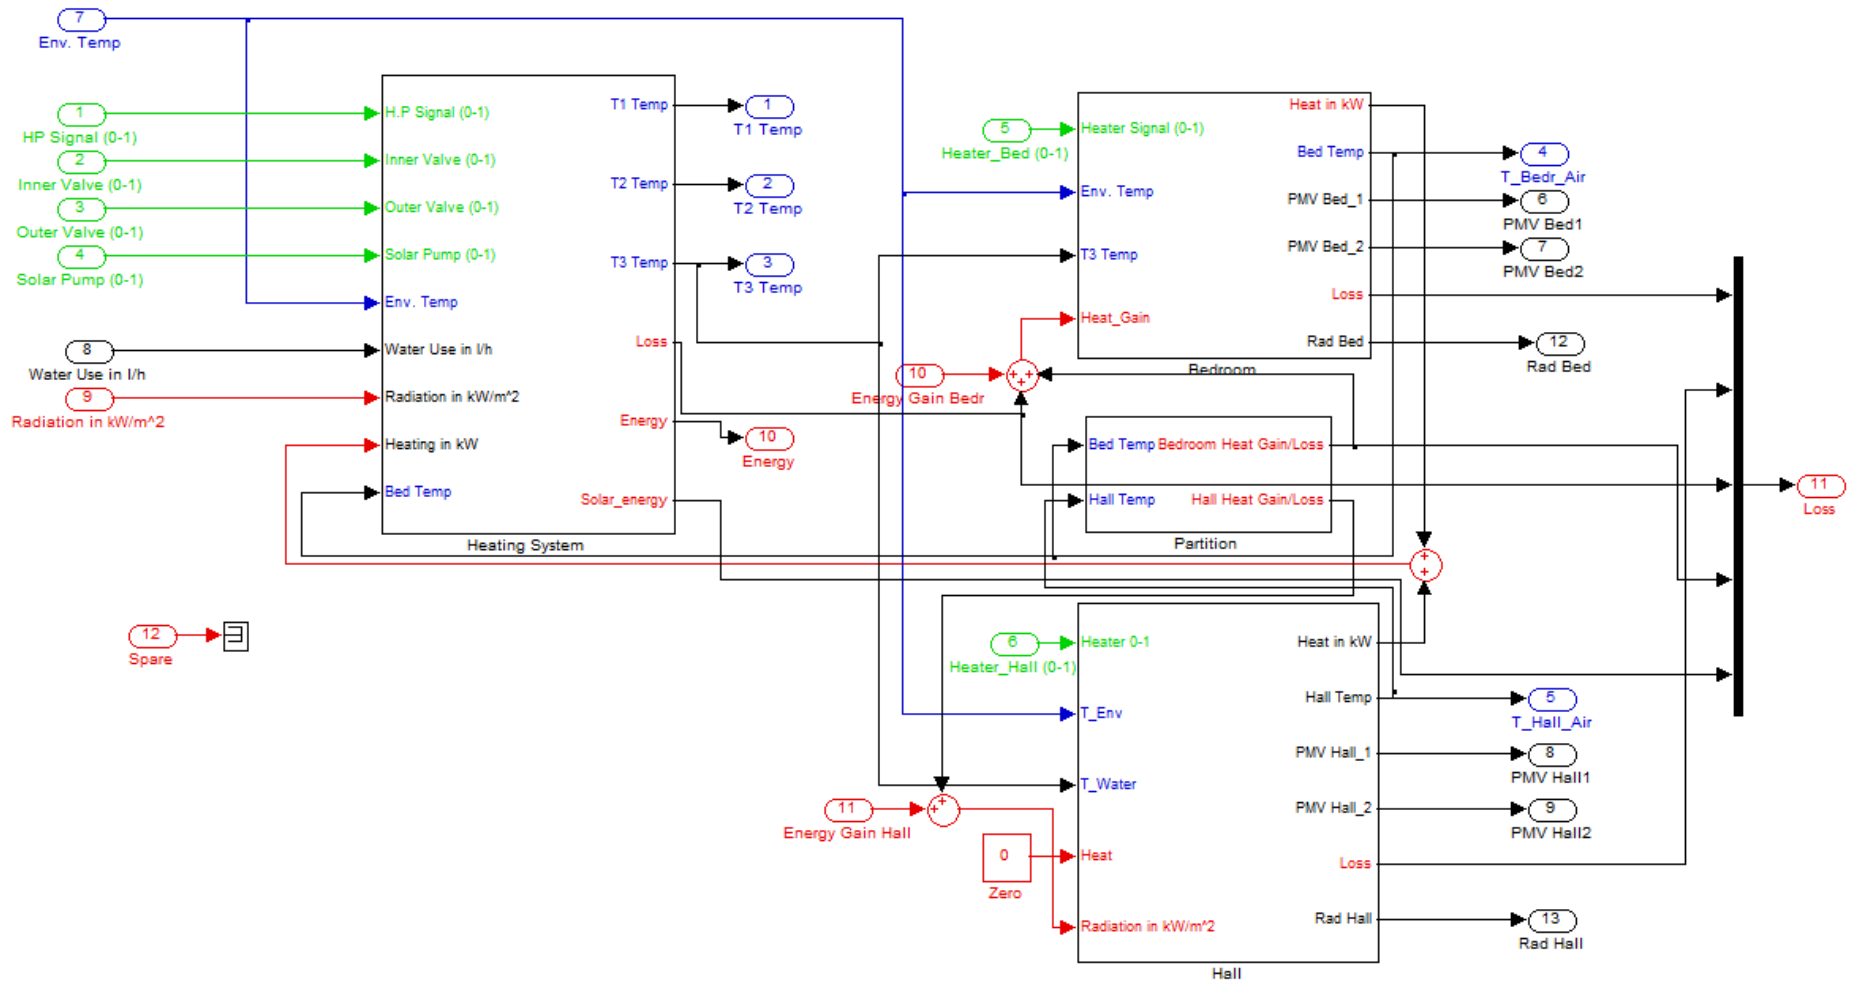 7
Env. Temp
1
HP Signal (0-1)
2
Inner Valve (0-1)
3
Outer Valve (0-1)
4
Solar Pump (0-1)
8
Water Use in l/h
9
Radiation in kW/m^2
12
Spare
H.P Signal (0-1)
Inner Valve (0-1)
Outer Valve (0-1)
Solar Pump (0-1)
Env. Temp
Water Use in l/h
Radiation in kW/m^2
Heating in kW
Bed Temp
T1 Temp
T2 Temp
T3 Temp
Loss
Energy
Solar_energy
Heating System
1
T1 Temp
2
T2 Temp
3
T3 Temp
10
Energy
5
Heater_Bed (0-1)
10
Energy Gain Bedr
+
+
+
Heater Signal (0-1)
Env. Temp
T3 Temp
Heat_Gain
Heat in kW
Bed Temp
PMV Bed_1
PMV Bed_2
Loss
Rad Bed
Bedroom
4
T_Bedr_Air
6
PMV Bed1
7
PMV Bed2
12
Rad Bed
Bed Temp
Hall Temp
Bedroom Heat Gain/Loss
Hall Heat Gain/Loss
Partition
+
+
11
Loss
6
Heater_Hall (0-1)
11
Energy Gain Hall
+
+
0
Zero
Heater 0-1
T_Env
T_Water
Heat
Radiation in kW/m^2
Heat in kW
Hall Temp
PMV Hall_1
PMV Hall_2
Loss
Rad Hall
Hall
5
T_Hall_Air
8
PMV Hall1
9
PMV Hall2
13
Rad Hall